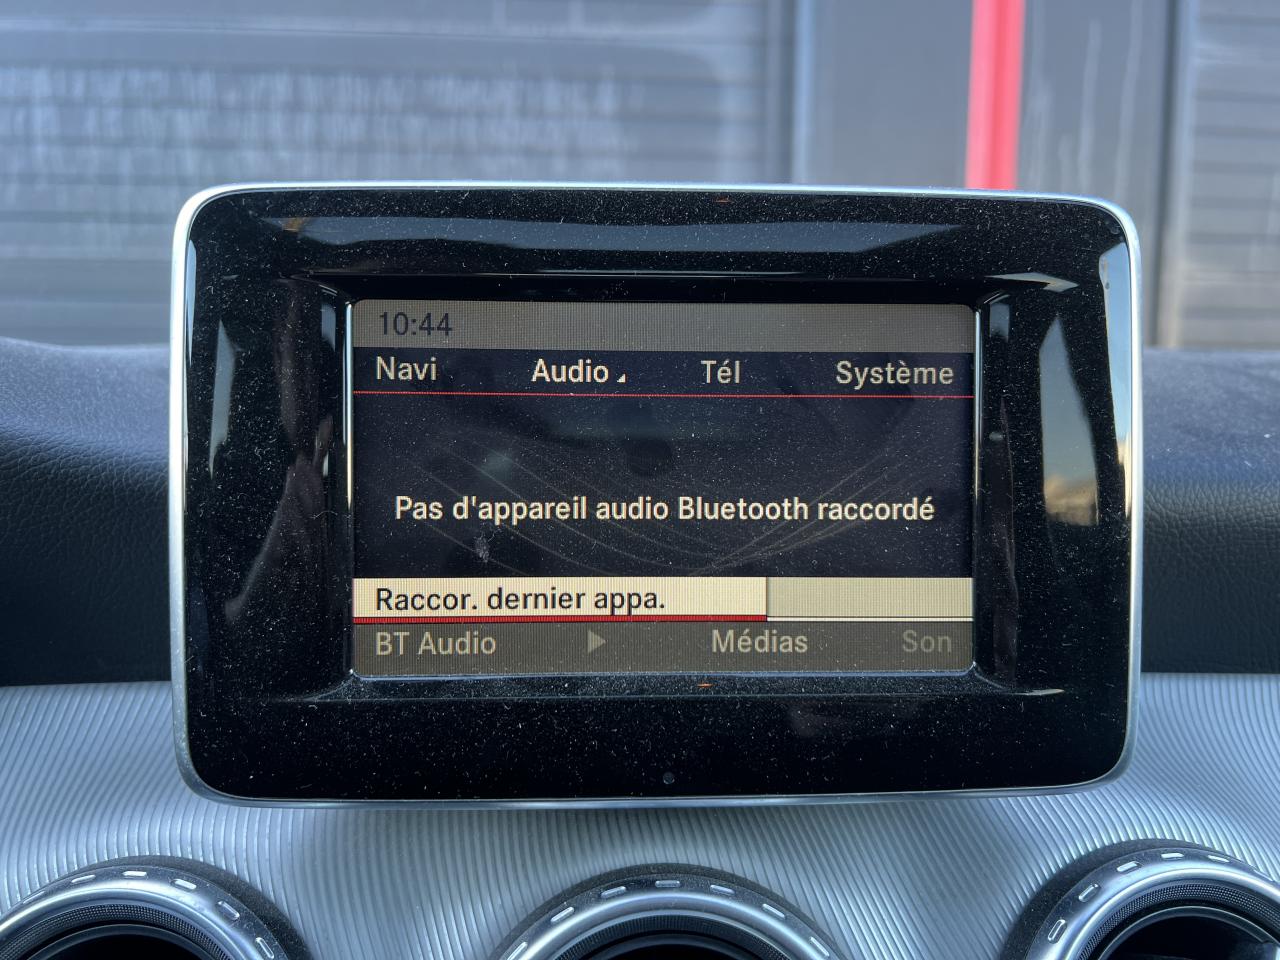 10:44
Navi Audio Tél Système
Pas d'appareil audio Bluetooth raccordé
Raccor. dernier appa.
BT Audio Médias Son